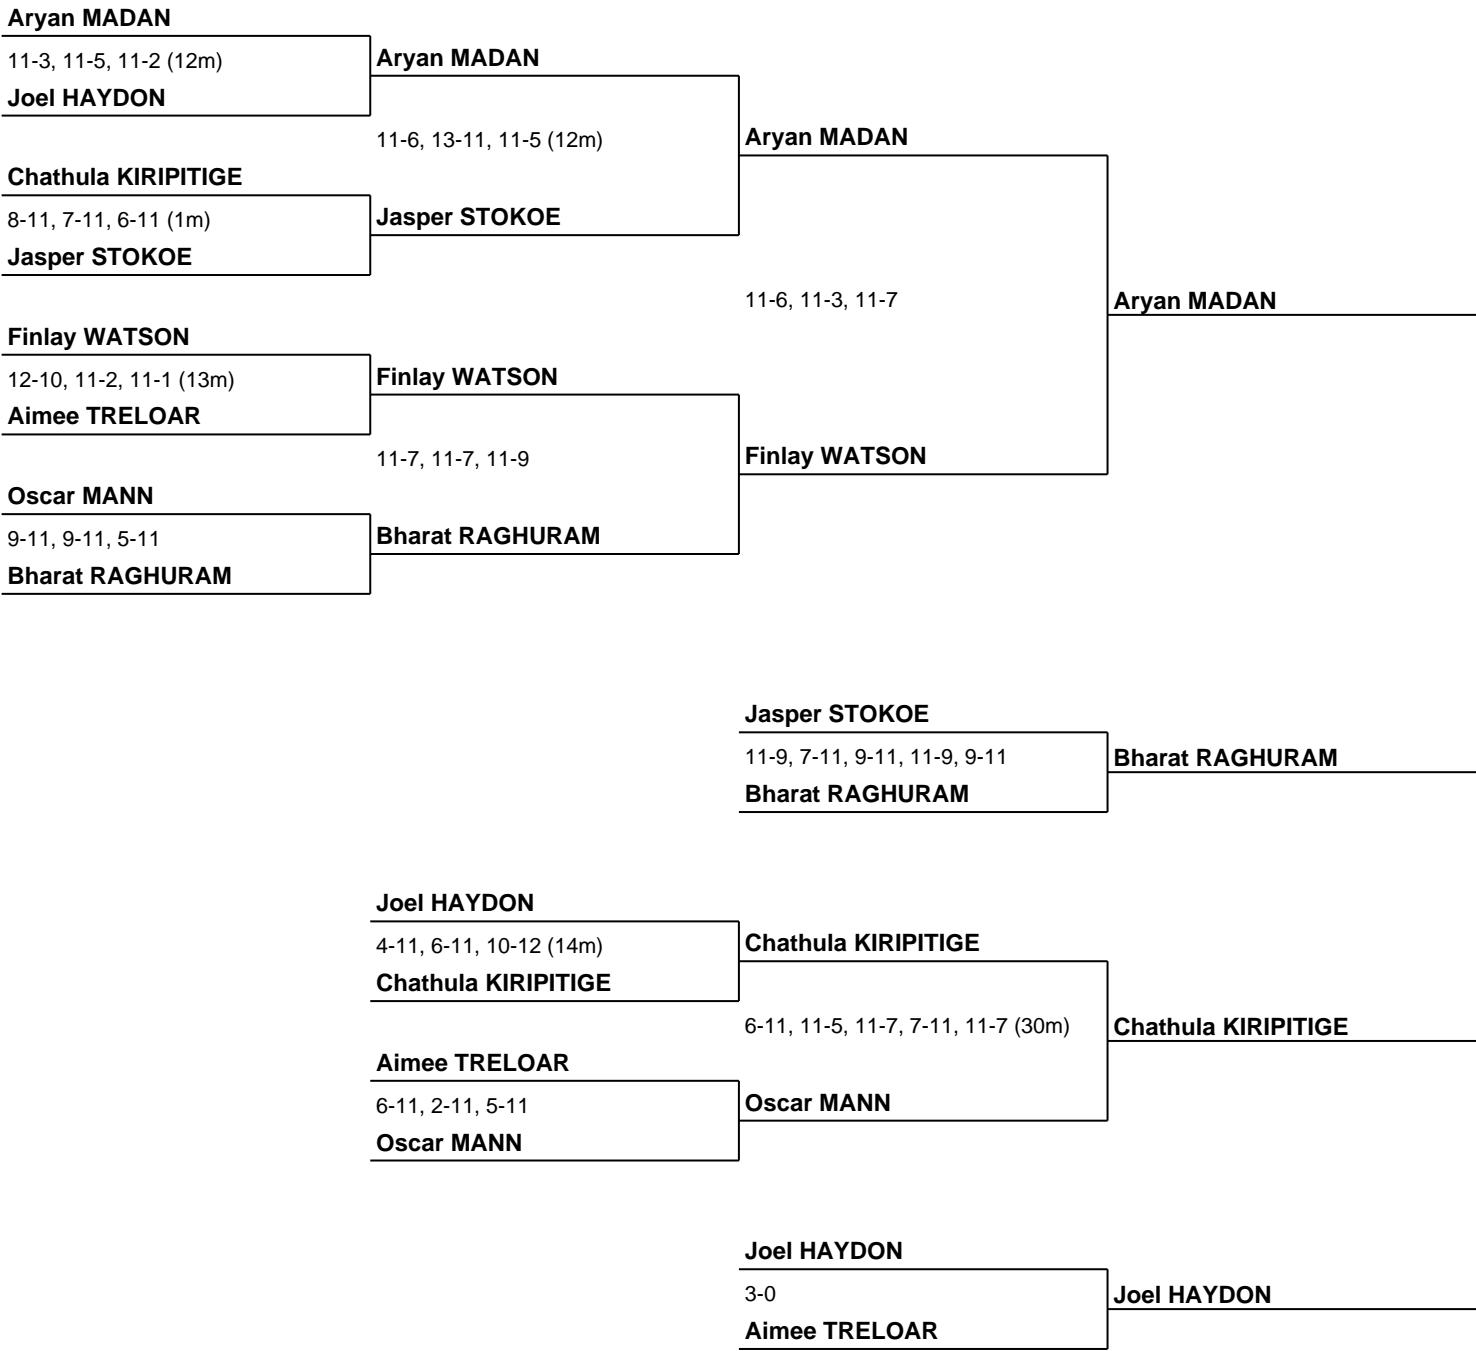 Aryan MADAN
11-3, 11-5, 11-2 (12m)
Joel HAYDON
Aryan MADAN
11-6, 13-11, 11-5 (12m)
Aryan MADAN
Chathula KIRIPITIGE
8-11, 7-11, 6-11 (1m)
Jasper STOKOE
Jasper STOKOE
11-6, 11-3, 11-7
Aryan MADAN
Finlay WATSON
12-10, 11-2, 11-1 (13m)
Aimee TRELOAR
Finlay WATSON
11-7, 11-7, 11-9
Finlay WATSON
Oscar MANN
9-11, 9-11, 5-11
Bharat RAGHURAM
Bharat RAGHURAM
Jasper STOKOE
11-9, 7-11, 9-11, 11-9, 9-11
Bharat RAGHURAM
Bharat RAGHURAM
Joel HAYDON
4-11, 6-11, 10-12 (14m)
Chathula KIRIPITIGE
Chathula KIRIPITIGE
6-11, 11-5, 11-7, 7-11, 11-7 (30m)
Chathula KIRIPITIGE
Aimee TRELOAR
6-11, 2-11, 5-11
Oscar MANN
Oscar MANN
Joel HAYDON
3-0
Aimee TRELOAR
Joel HAYDON